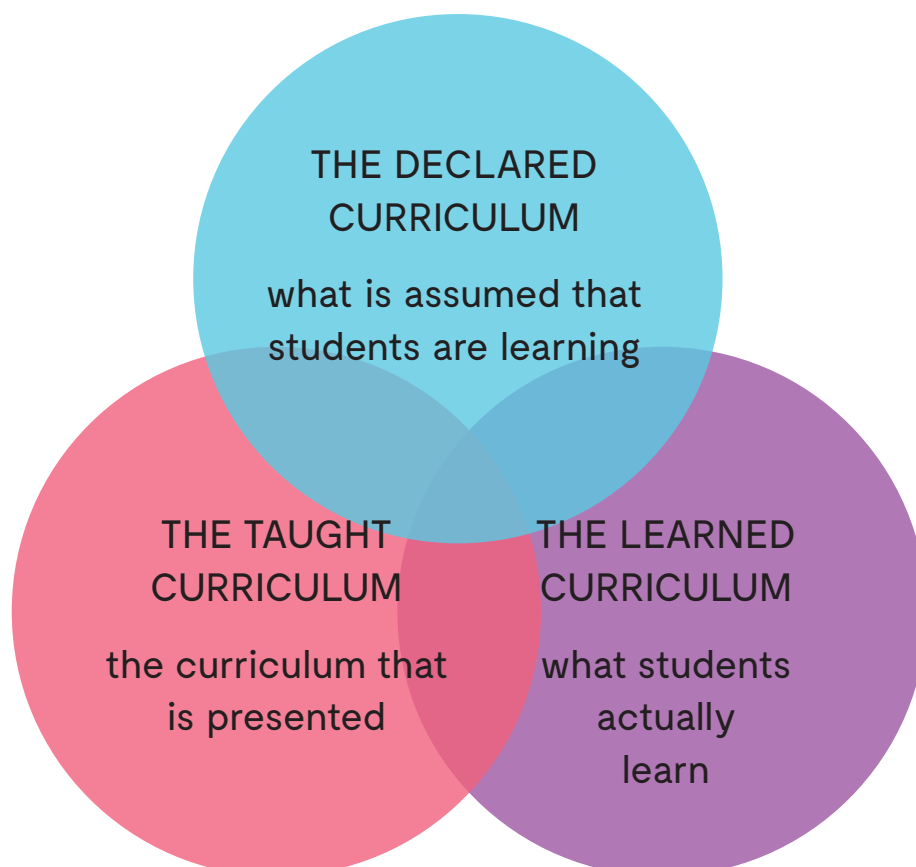 THE DECLARED
CURRICULUM
what is assumed that
students are learning
THE TAUGHT
CURRICULUM
the curriculum that
is presented
THE LEARNED
CURRICULUM
what students
actually
learn